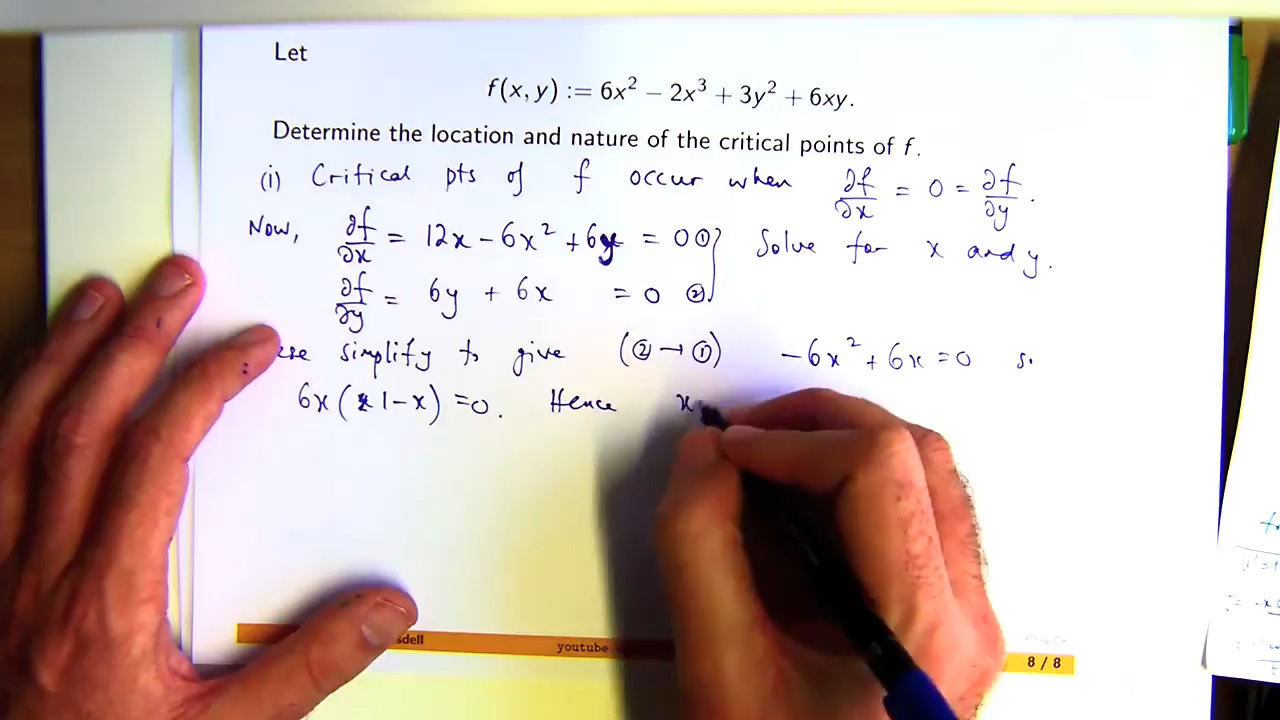 Let
f(x, y) := 6x² − 2x³ + 3y² + 6xy.
Determine the location and nature of the critical points of f.
(i) Critical pts of f occur when ∂f/∂x = 0 = ∂f/∂y .
Now, ∂f/∂x = 12x − 6x² + 6y = 0 ① Solve for x and y.
∂f/∂y = 6y + 6x = 0 ②
simplify to give (② → ①) −6x² + 6x = 0 so
6x(1−x) = 0. Hence x
sdell
youtube
8 / 8